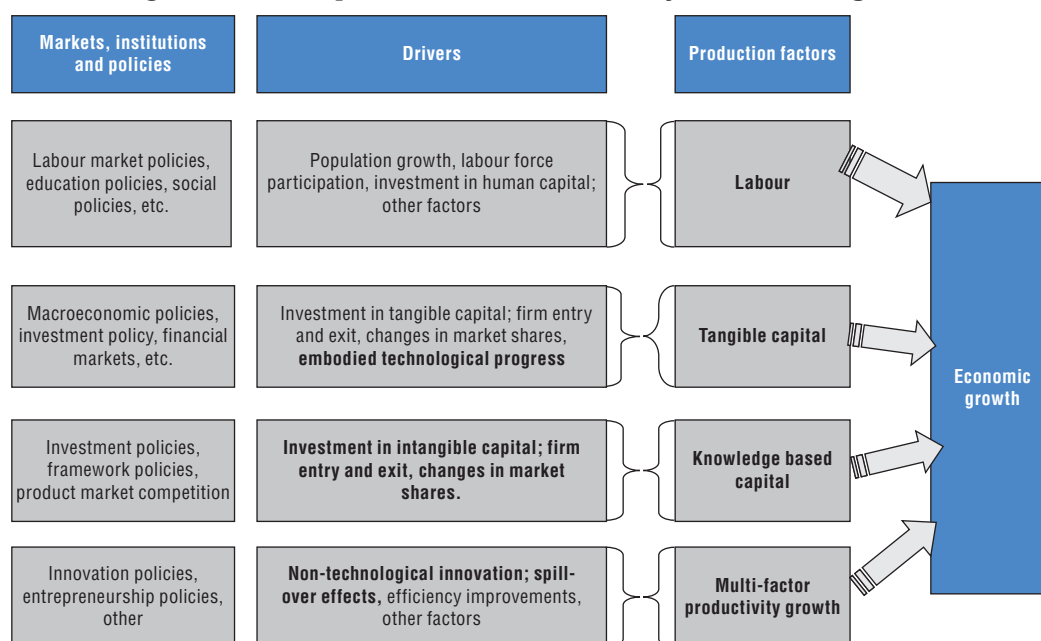 Markets, institutions
and policies
Drivers
Production factors
Labour market policies,
education policies, social
policies, etc.
Population growth, labour force
participation, investment in human capital;
other factors
Labour
Macroeconomic policies,
investment policy, financial
markets, etc.
Investment in tangible capital; firm entry
and exit, changes in market shares,
embodied technological progress
Tangible capital
Investment policies,
framework policies,
product market competition
Investment in intangible capital; firm
entry and exit, changes in market
shares.
Knowledge based
capital
Innovation policies,
entrepreneurship policies,
other
Non-technological innovation; spill-
over effects, efficiency improvements,
other factors
Multi-factor
productivity growth
Economic
growth